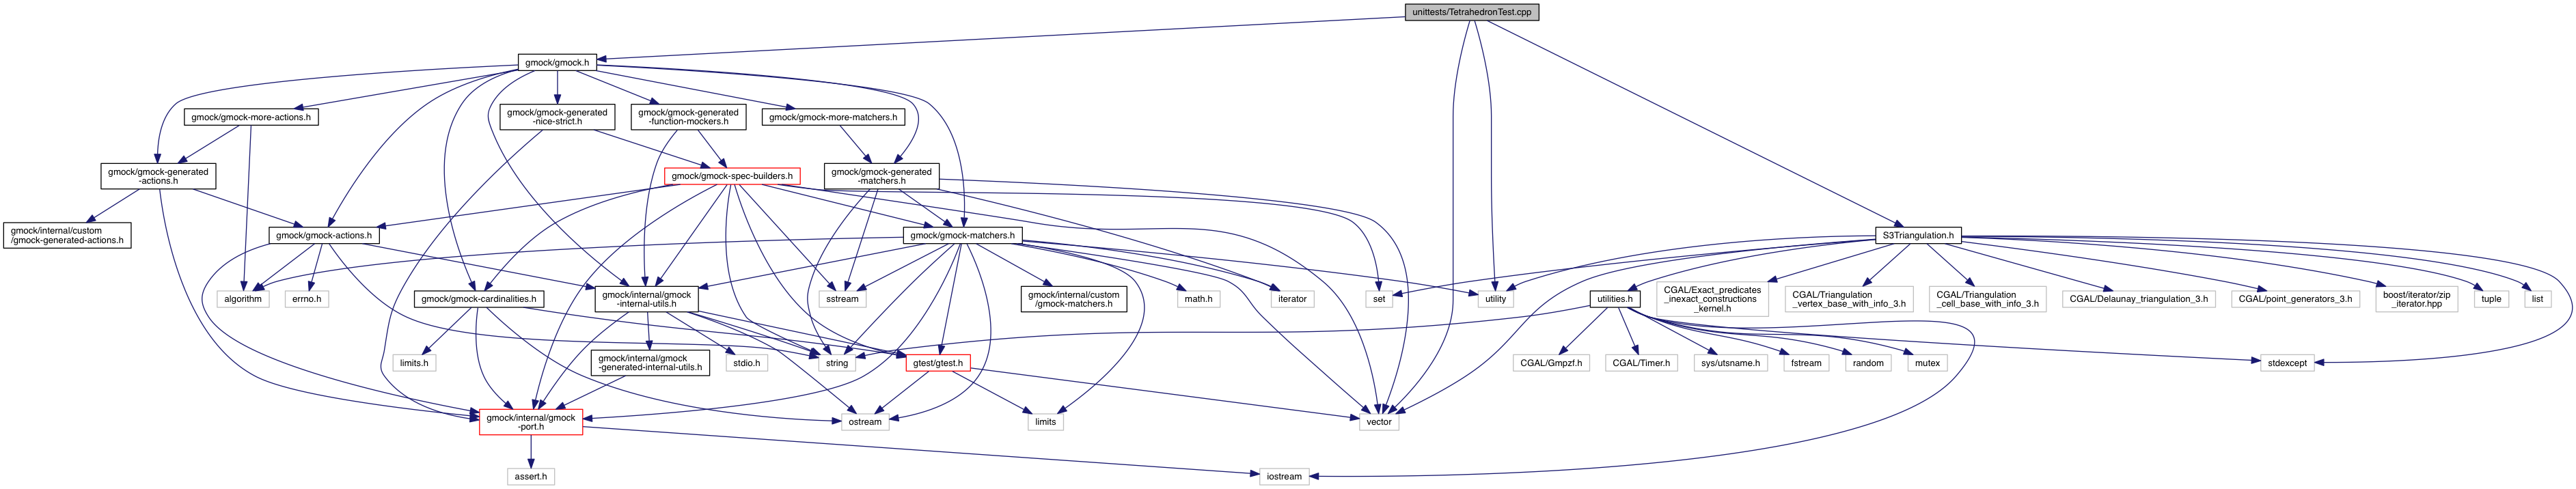 unittests/TetrahedronTest.cpp
gmock/gmock.h
gmock/gmock-more-actions.h
gmock/gmock-generated
-nice-strict.h
gmock/gmock-generated
-function-mockers.h
gmock/gmock-more-matchers.h
gmock/gmock-generated
-actions.h
gmock/gmock-spec-builders.h
gmock/gmock-generated
-matchers.h
gmock/internal/custom
/gmock-generated-actions.h
gmock/gmock-actions.h
gmock/gmock-matchers.h
S3Triangulation.h
algorithm
errno.h
gmock/gmock-cardinalities.h
gmock/internal/gmock
-internal-utils.h
sstream
gmock/internal/custom
/gmock-matchers.h
math.h
iterator
set
utility
utilities.h
CGAL/Exact_predicates
_inexact_constructions
_kernel.h
CGAL/Triangulation
_vertex_base_with_info_3.h
CGAL/Triangulation
_cell_base_with_info_3.h
CGAL/Delaunay_triangulation_3.h
CGAL/point_generators_3.h
boost/iterator/zip
_iterator.hpp
tuple
list
limits.h
gmock/internal/gmock
-generated-internal-utils.h
stdio.h
string
gtest/gtest.h
CGAL/Gmpzf.h
CGAL/Timer.h
sys/utsname.h
fstream
random
mutex
stdexcept
gmock/internal/gmock
-port.h
ostream
limits
vector
assert.h
iostream